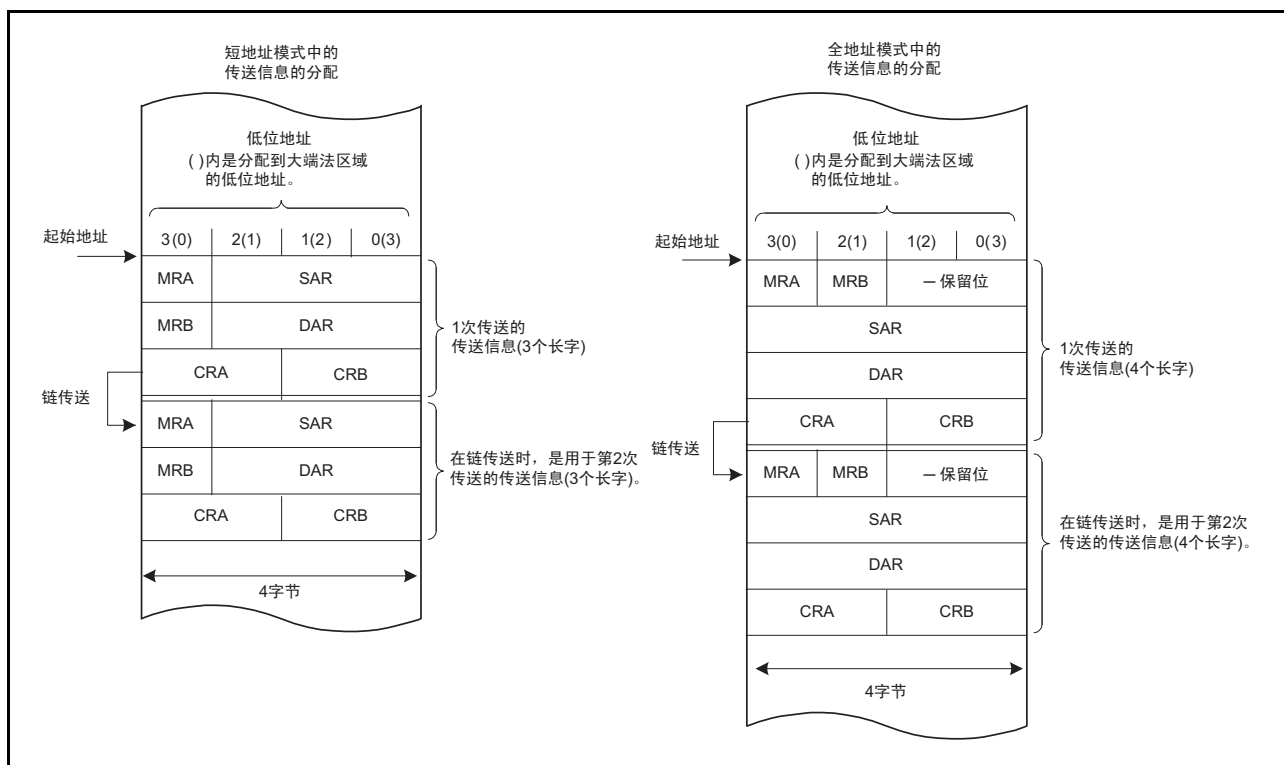 短地址模式中的
传送信息的分配
低位地址
( )内是分配到大端法区域
的低位地址。
起始地址
3(0) 2(1) 1(2) 0(3)
MRA SAR
MRB DAR
CRA CRB
1次传送的
传送信息(3个长字)
链传送
MRA SAR
MRB DAR
CRA CRB
在链传送时，是用于第2次
传送的传送信息(3个长字)。
4字节
全地址模式中的
传送信息的分配
低位地址
( )内是分配到大端法区域
的低位地址。
起始地址
3(0) 2(1) 1(2) 0(3)
MRA MRB — 保留位
SAR
DAR
CRA CRB
1次传送的
传送信息(4个长字)
链传送
MRA MRB — 保留位
SAR
DAR
CRA CRB
在链传送时，是用于第2次
传送的传送信息(4个长字)。
4字节